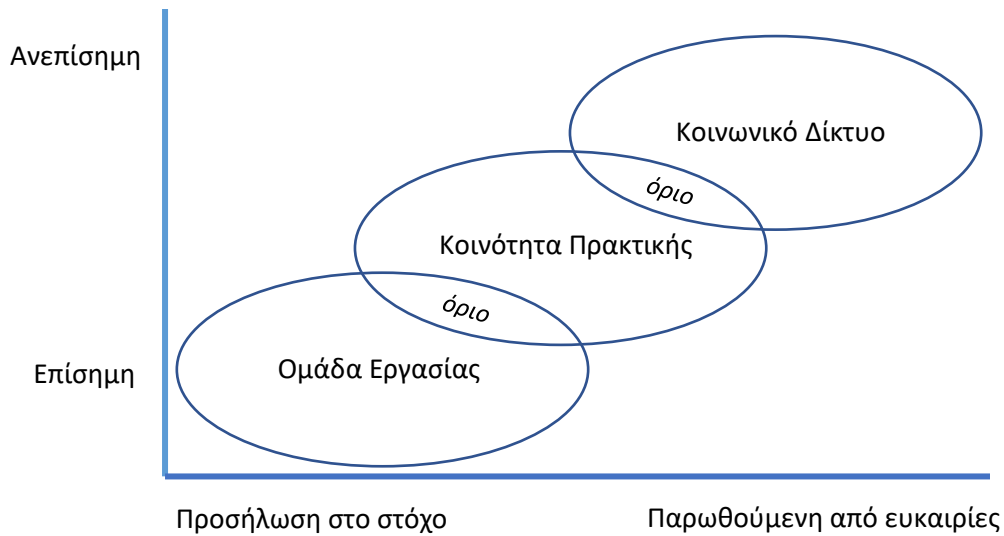 Ανεπίσημη
Κοινωνικό Δίκτυο
όριο
Κοινότητα Πρακτικής
όριο
Επίσημη
Ομάδα Εργασίας
Προσήλωση στο στόχο
Παρωθούμενη από ευκαιρίες